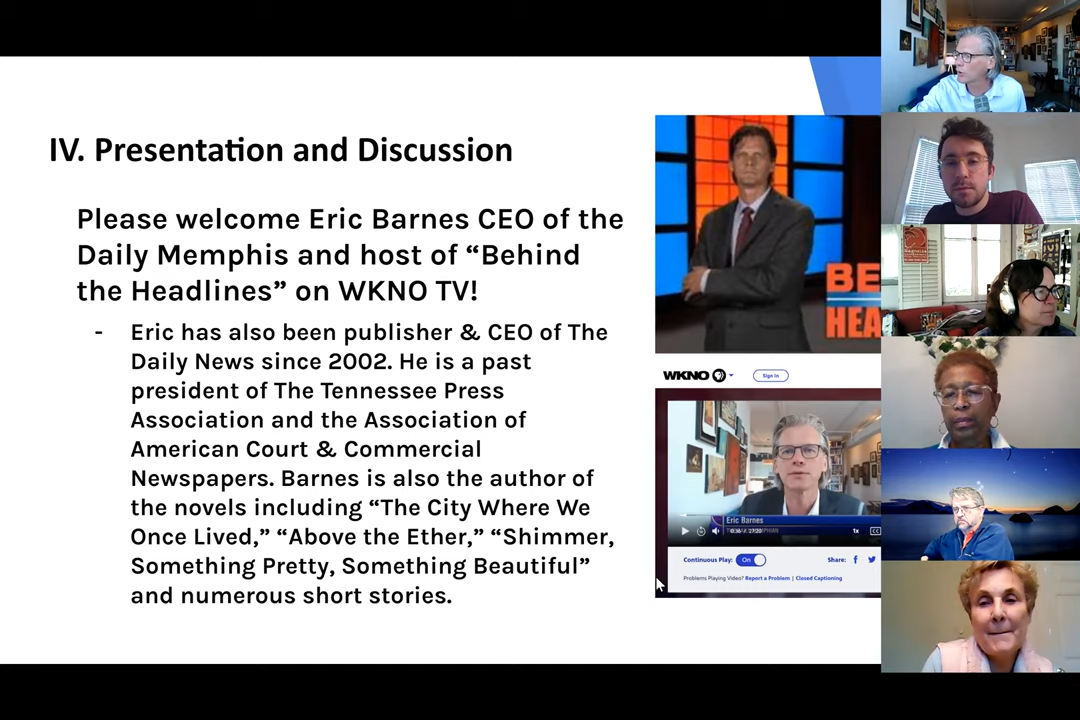 IV. Presentation and Discussion
Please welcome Eric Barnes CEO of the
Daily Memphis and host of “Behind
the Headlines” on WKNO TV!
- Eric has also been publisher & CEO of The
Daily News since 2002. He is a past
president of The Tennessee Press
Association and the Association of
American Court & Commercial
Newspapers. Barnes is also the author of
the novels including “The City Where We
Once Lived,” “Above the Ether,” “Shimmer,
Something Pretty, Something Beautiful”
and numerous short stories.
BE
HEA
WKNO
Sign In
Eric Barnes
1x
CC
Continuous Play:
On
Share:
Problems Playing Video? Report a Problem | Closed Captioning